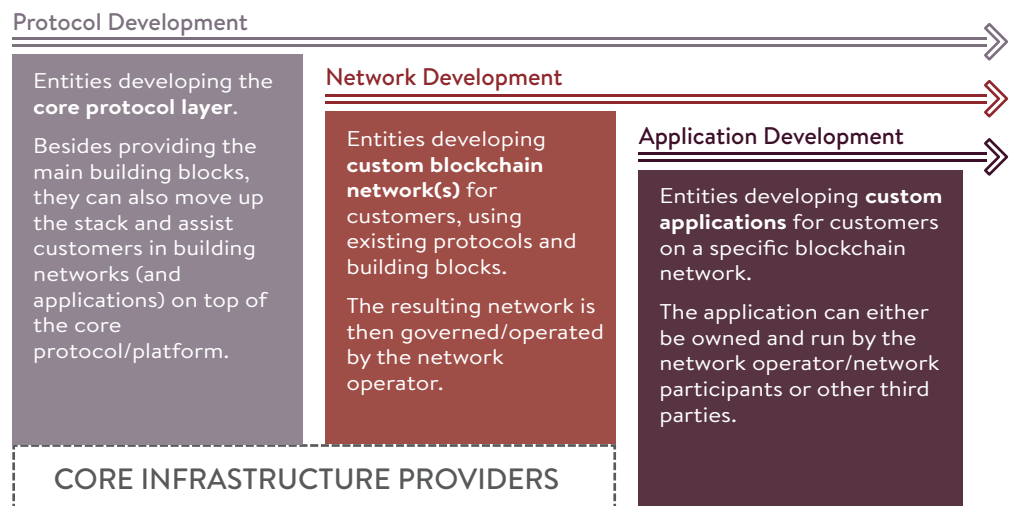 Protocol Development
Entities developing the
core protocol layer.
Besides providing the
main building blocks,
they can also move up
the stack and assist
customers in building
networks (and
applications) on top of
the core
protocol/platform.
Network Development
Entities developing
custom blockchain
network(s) for
customers, using
existing protocols and
building blocks.
The resulting network is
then governed/operated
by the network
operator.
Application Development
Entities developing custom
applications for customers
on a specific blockchain
network.
The application can either
be owned and run by the
network operator/network
participants or other third
parties.
CORE INFRASTRUCTURE PROVIDERS